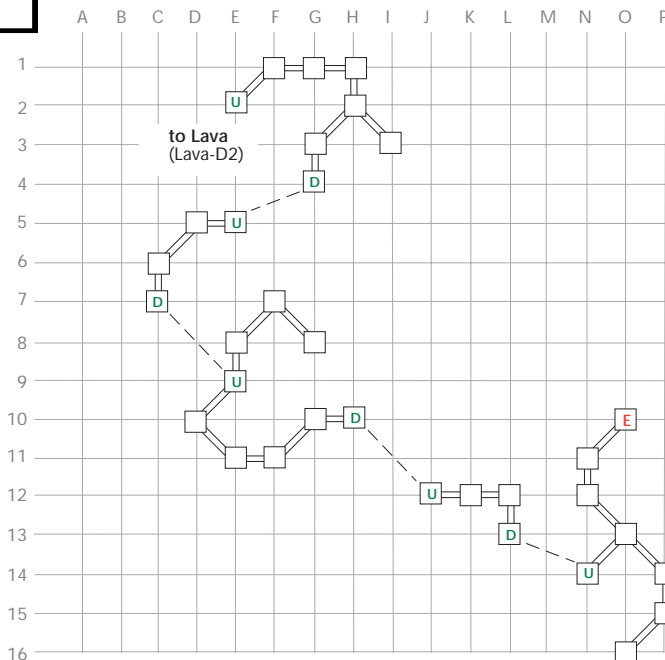 A B C D E F G H I J K L M N O P
1
2 U
to Lava
(Lava-D2)
3
4 D
5 U
6
7 D
8
9 U
10 D E
11
12 U
13 D
14 U
15
16